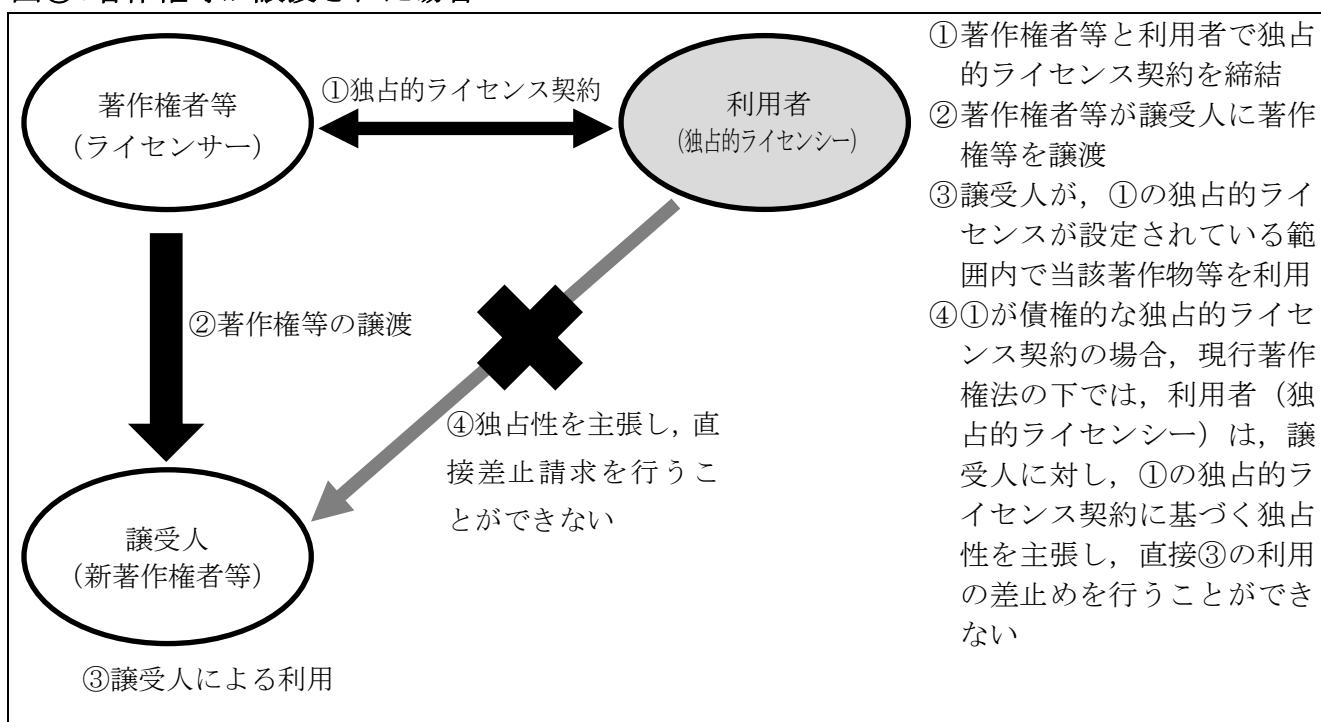 著作権者等
（ライセンサー）
①独占的ライセンス契約
利用者
（独占的ライセンシー）
②著作権等の譲渡
④独占性を主張し，直
接差止請求を行うこ
とができない
譲受人
（新著作権者等）
③譲受人による利用
①著作権者等と利用者で独占
的ライセンス契約を締結
②著作権者等が譲受人に著作
権等を譲渡
③譲受人が，①の独占的ライ
センスが設定されている範
囲内で当該著作物等を利用
④①が債権的な独占的ライセ
ンス契約の場合，現行著作
権法の下では，利用者（独
占的ライセンシー）は，譲
受人に対し，①の独占的ラ
イセンス契約に基づく独占
性を主張し，直接③の利用
の差止めを行うことができ
ない